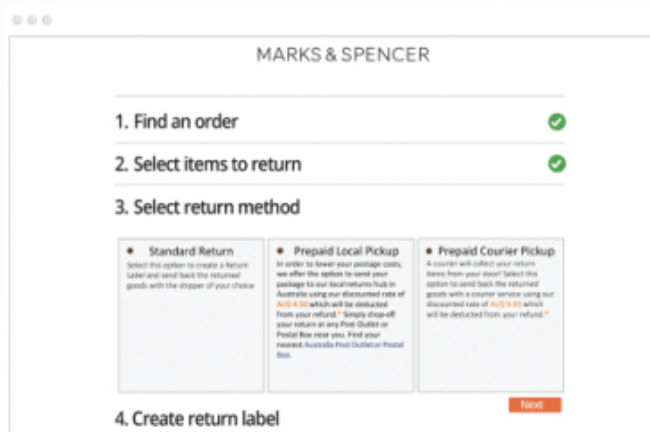 MARKS & SPENCER
1. Find an order
2. Select items to return
3. Select return method
Standard Return
Select this option to create a Return
Label and send back the returned
goods with the shipper of your choice
Prepaid Local Pickup
In order to lower your postage costs,
we offer the option to send your
package to our local returns hub in
Australia using our discounted rate of
which will be deducted
from your refund.* Simply drop-off
your return at any Post Outlet or
Postal Box near you. Find your
nearest Australia Post Outlet or Postal
Box.
Prepaid Courier Pickup
A courier will collect your return
items from your door! Select this
option to send back the returned
goods with a courier service using our
discounted rate of which
will be deducted from your refund.*
Next
4. Create return label